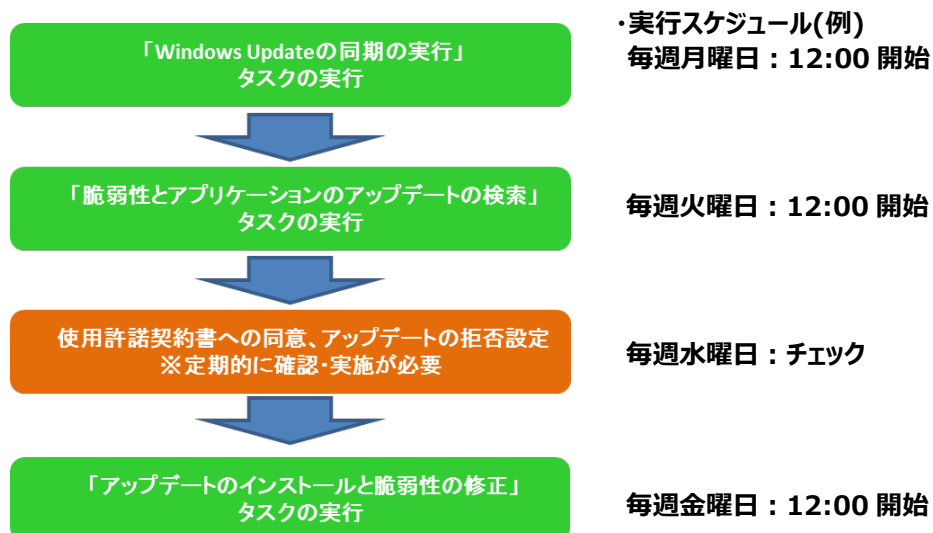 ・実行スケジュール(例)
「Windows Updateの同期の実行」
タスクの実行
毎週月曜日：12:00 開始
「脆弱性とアプリケーションのアップデートの検索」
タスクの実行
毎週火曜日：12:00 開始
使用許諾契約書への同意、アップデートの拒否設定
※定期的に確認・実施が必要
毎週水曜日：チェック
「アップデートのインストールと脆弱性の修正」
タスクの実行
毎週金曜日：12:00 開始